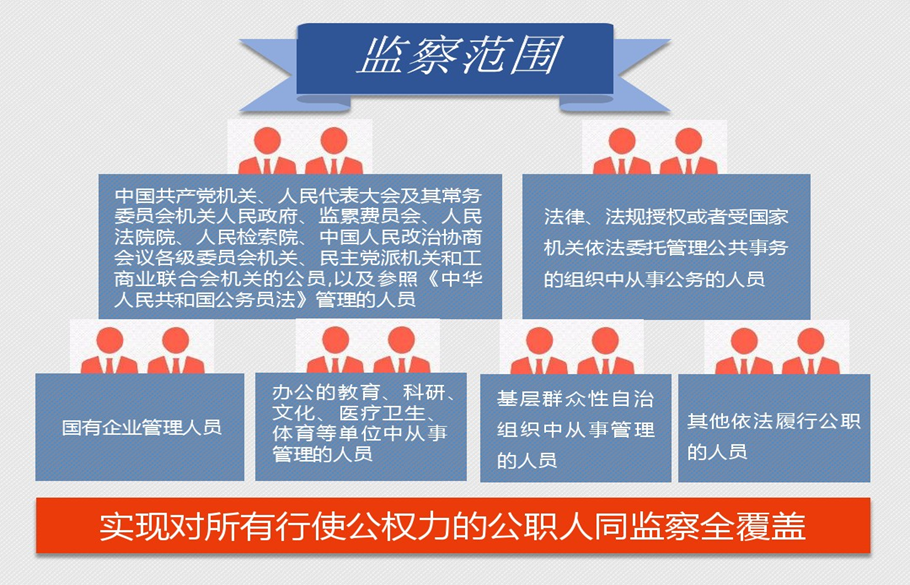 监察范围
中国共产党机关、人民代表大会及其常务
委员会机关人民政府、监累费员会、人民
法院院、人民检索院、中国人民改治协商
会议各级委员会机关、民主党派机关和工
商业联合会机关的公员,以及参照《中华
人民共和国公务员法》管理的人员
法律、法规授权或者受国家
机关依法委托管理公共事务
的组织中从事公务的人员
国有企业管理人员
办公的教育、科研、
文化、医疗卫生、
体育等单位中从事
管理的人员
基层群众性自治
组织中从事管理
的人员
其他依法履行公职
的人员
实现对所有行使公权力的公职人同监察全覆盖